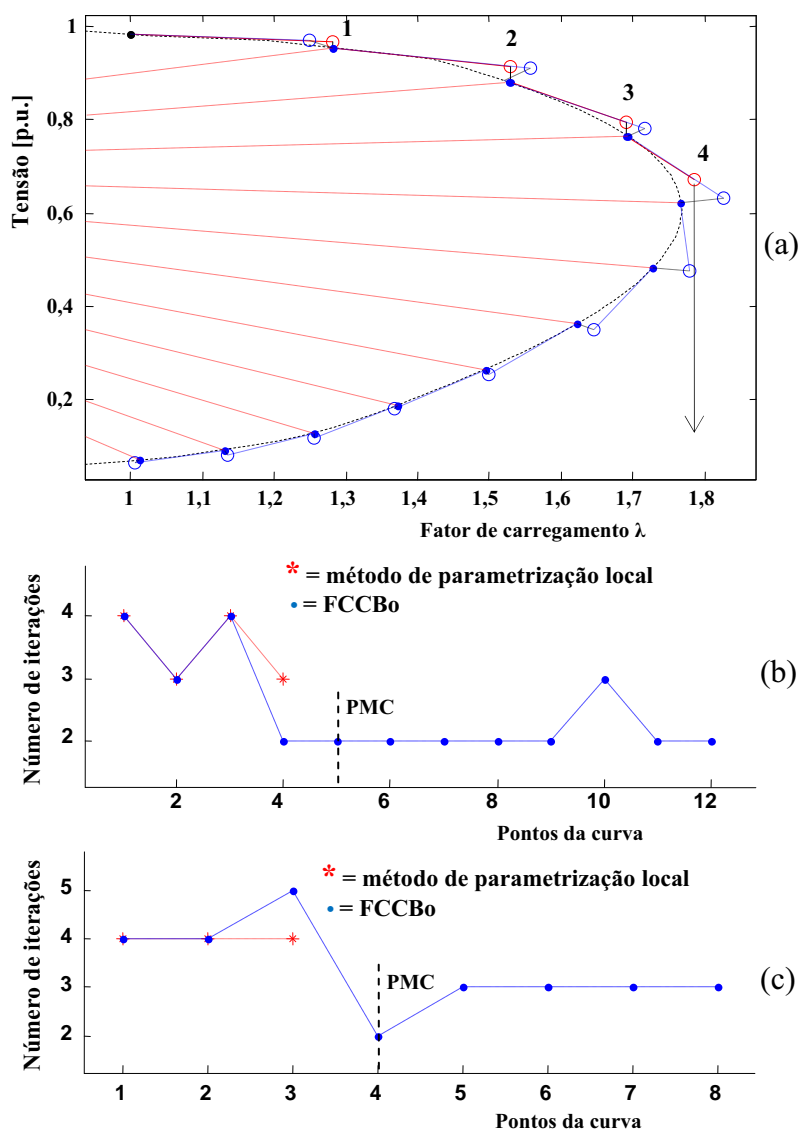 1
2
3
4
1
0,8
0,6
0,4
0,2
Tensão [p.u.]
(a)
1 1,1 1,2 1,3 1,4 1,5 1,6 1,7 1,8
Fator de carregamento λ
* = método de parametrização local
• = FCCBo
4
3
2
Número de iterações
PMC
(b)
2 4 6 8 10 12
Pontos da curva
* = método de parametrização local
• = FCCBo
5
4
3
2
Número de iterações
PMC
(c)
1 2 3 4 5 6 7 8
Pontos da curva